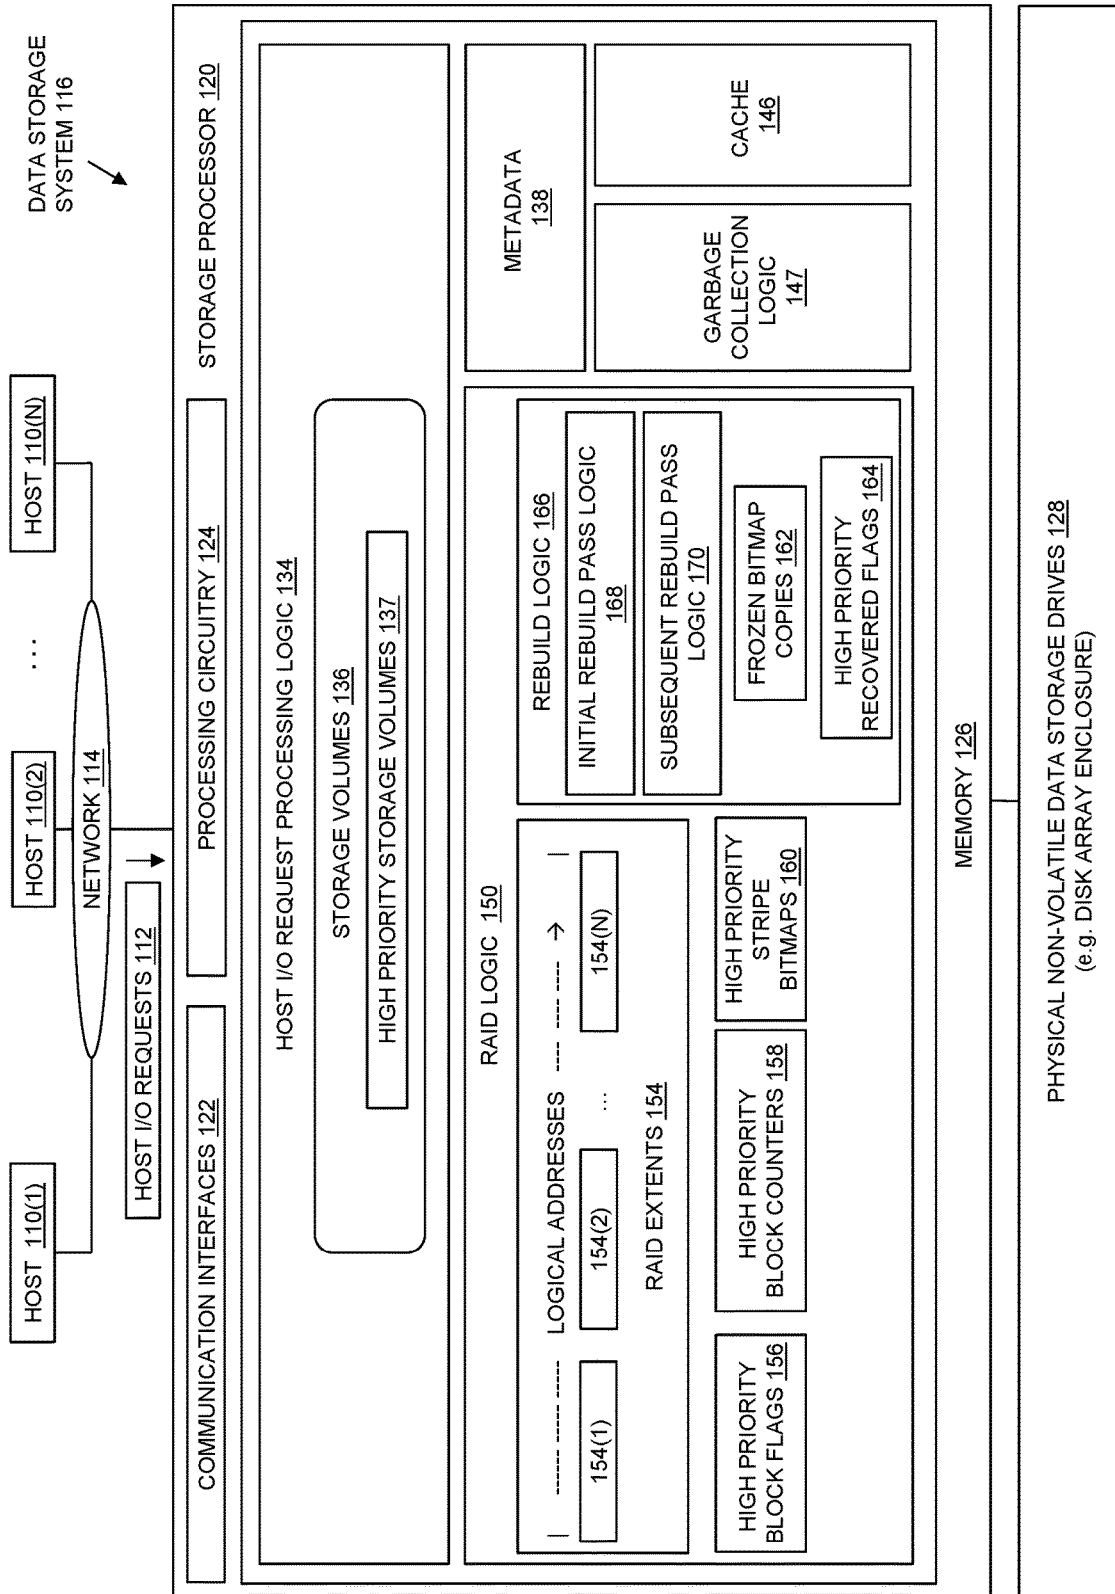 DATA STORAGE
SYSTEM 116
HOST 110(1)
HOST 110(2)
...
HOST 110(N)
NETWORK 114
HOST I/O REQUESTS 112
STORAGE PROCESSOR 120
COMMUNICATION INTERFACES 122
PROCESSING CIRCUITRY 124
HOST I/O REQUEST PROCESSING LOGIC 134
STORAGE VOLUMES 136
HIGH PRIORITY STORAGE VOLUMES 137
RAID LOGIC 150
| ------ ------ ----- LOGICAL ADDRESSES ---- ------ --- → |
154(1)
154(2)
...
154(N)
RAID EXTENTS 154
HIGH PRIORITY
BLOCK FLAGS 156
HIGH PRIORITY
BLOCK COUNTERS 158
HIGH PRIORITY
STRIPE
BITMAPS 160
REBUILD LOGIC 166
INITIAL REBUILD PASS LOGIC
168
SUBSEQUENT REBUILD PASS
LOGIC 170
FROZEN BITMAP
COPIES 162
HIGH PRIORITY
RECOVERED FLAGS 164
METADATA
138
GARBAGE
COLLECTION
LOGIC
147
CACHE
146
MEMORY 126
PHYSICAL NON-VOLATILE DATA STORAGE DRIVES 128
(e.g. DISK ARRAY ENCLOSURE)